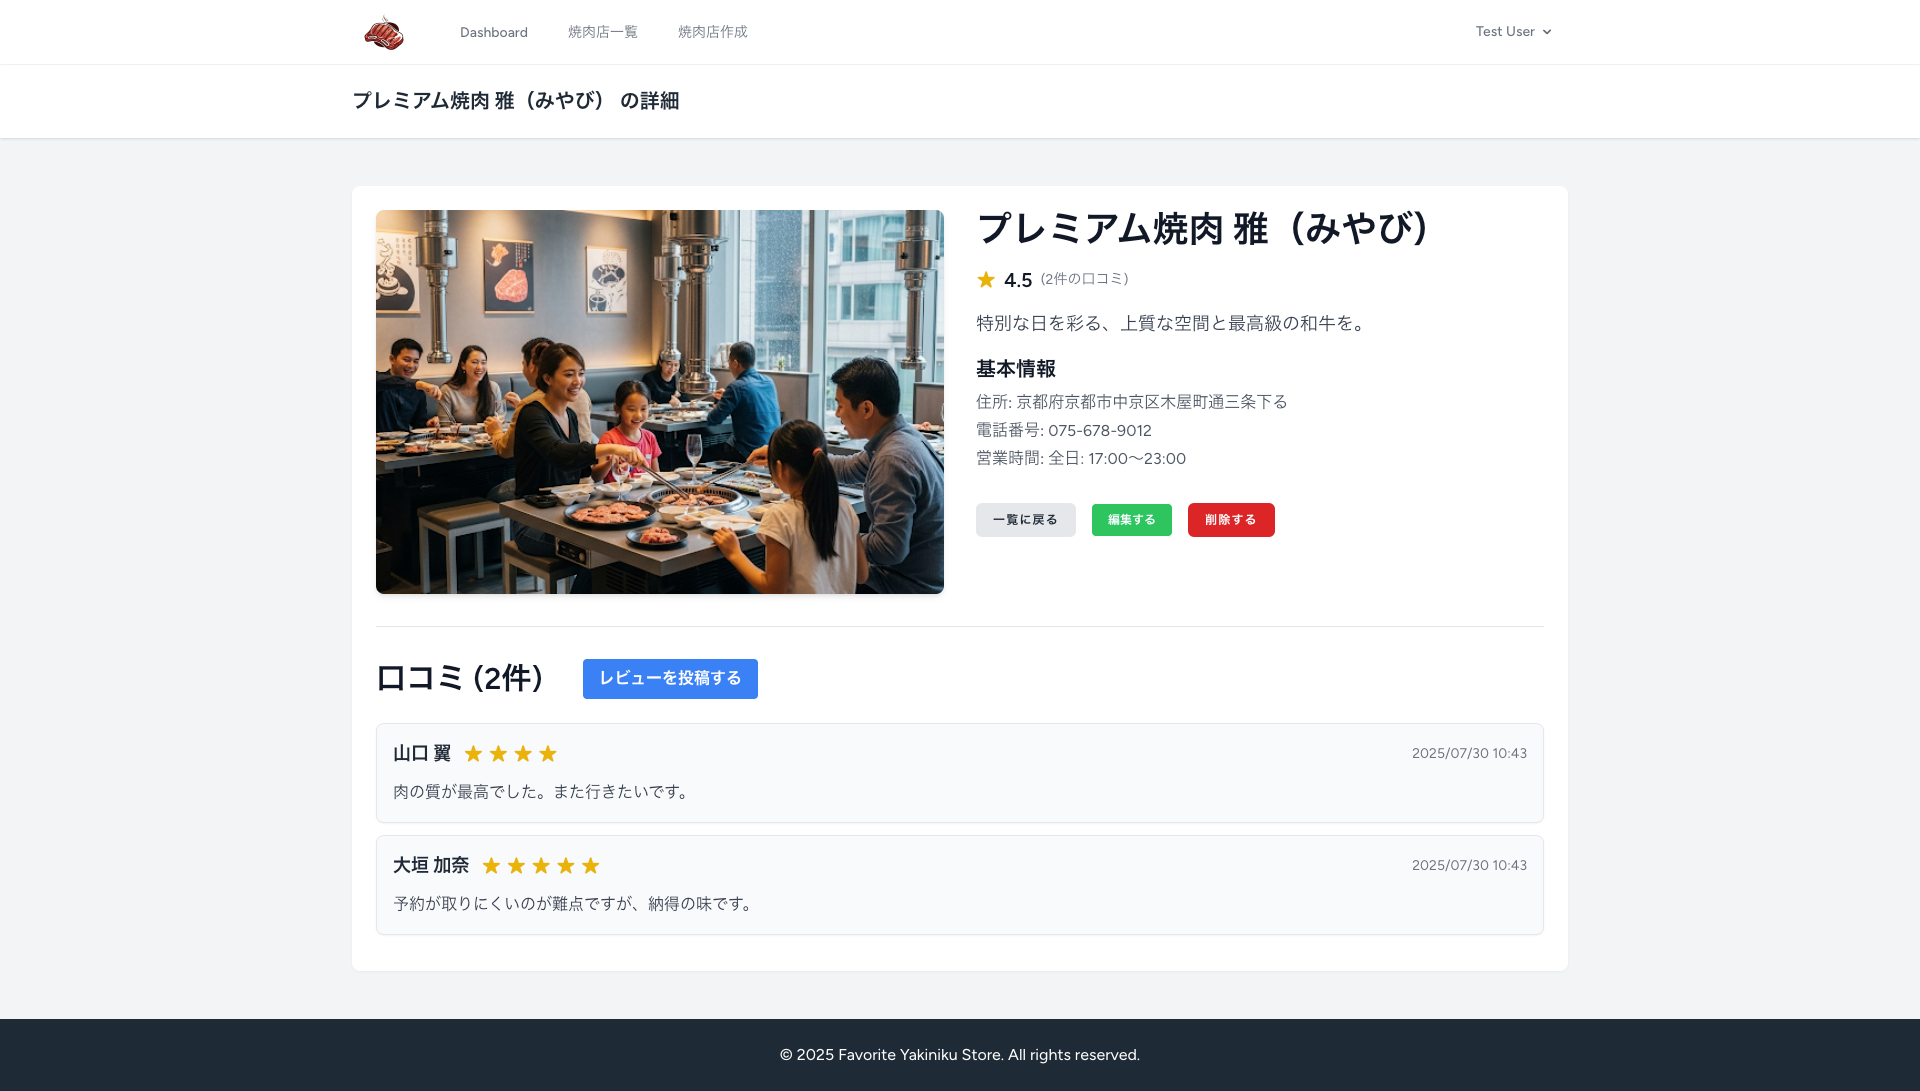 Dashboard
焼肉店一覧
焼肉店作成
Test User
プレミアム焼肉 雅（みやび） の詳細
プレミアム焼肉 雅（みやび）
4.5 (2件の口コミ)
特別な日を彩る、上質な空間と最高級の和牛を。
基本情報
住所: 京都府京都市中京区木屋町通三条下る
電話番号: 075-678-9012
営業時間: 全日: 17:00〜23:00
一覧に戻る
編集する
削除する
口コミ (2件)
レビューを投稿する
山口 翼
2025/07/30 10:43
肉の質が最高でした。また行きたいです。
大垣 加奈
2025/07/30 10:43
予約が取りにくいのが難点ですが、納得の味です。
© 2025 Favorite Yakiniku Store. All rights reserved.